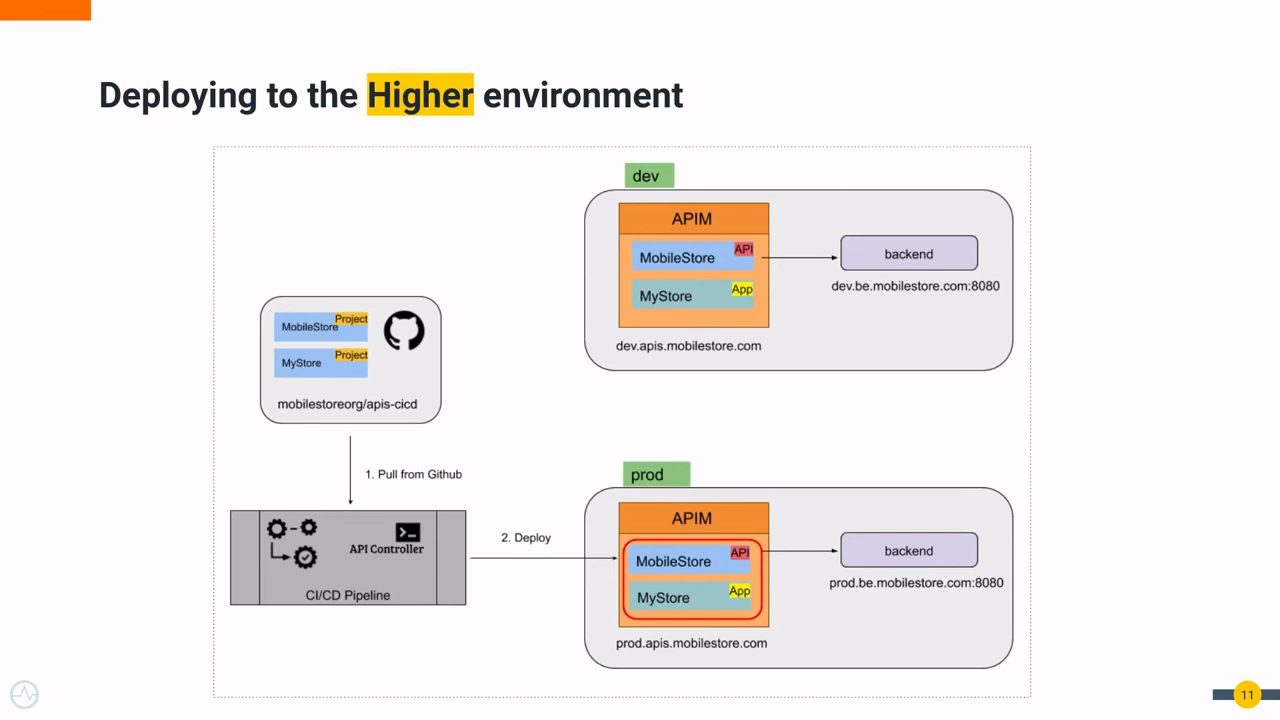 Deploying to the Higher environment
dev
APIM
MobileStore
API
MyStore
App
backend
dev.be.mobilestore.com:8080
dev.apis.mobilestore.com
MobileStore
Project
MyStore
Project
mobilestoreorg/apis-cicd
1. Pull from Github
API Controller
CI/CD Pipeline
2. Deploy
prod
APIM
MobileStore
API
MyStore
App
backend
prod.be.mobilestore.com:8080
prod.apis.mobilestore.com
11